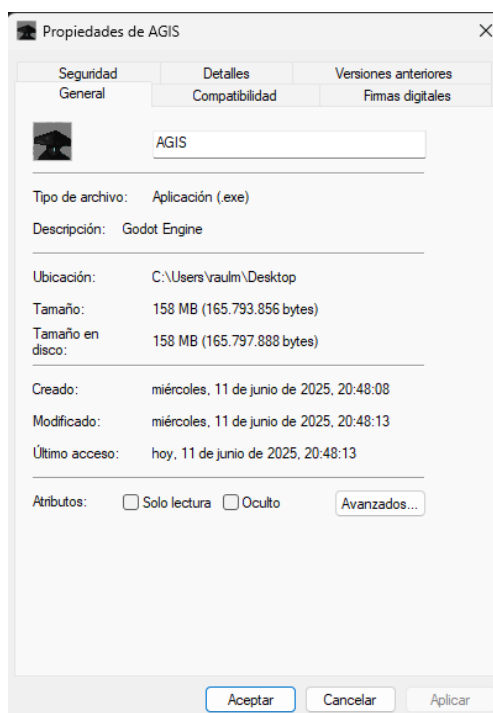 Propiedades de AGIS
Seguridad Detalles Versiones anteriores
General Compatibilidad Firmas digitales
AGIS
Tipo de archivo: Aplicación (.exe)
Descripción: Godot Engine
Ubicación: C:\Users\raulm\Desktop
Tamaño: 158 MB (165.793.856 bytes)
Tamaño en
disco: 158 MB (165.797.888 bytes)
Creado: miércoles, 11 de junio de 2025, 20:48:08
Modificado: miércoles, 11 de junio de 2025, 20:48:13
Último acceso: hoy, 11 de junio de 2025, 20:48:13
Atributos: Solo lectura Oculto Avanzados...
Aceptar Cancelar Aplicar